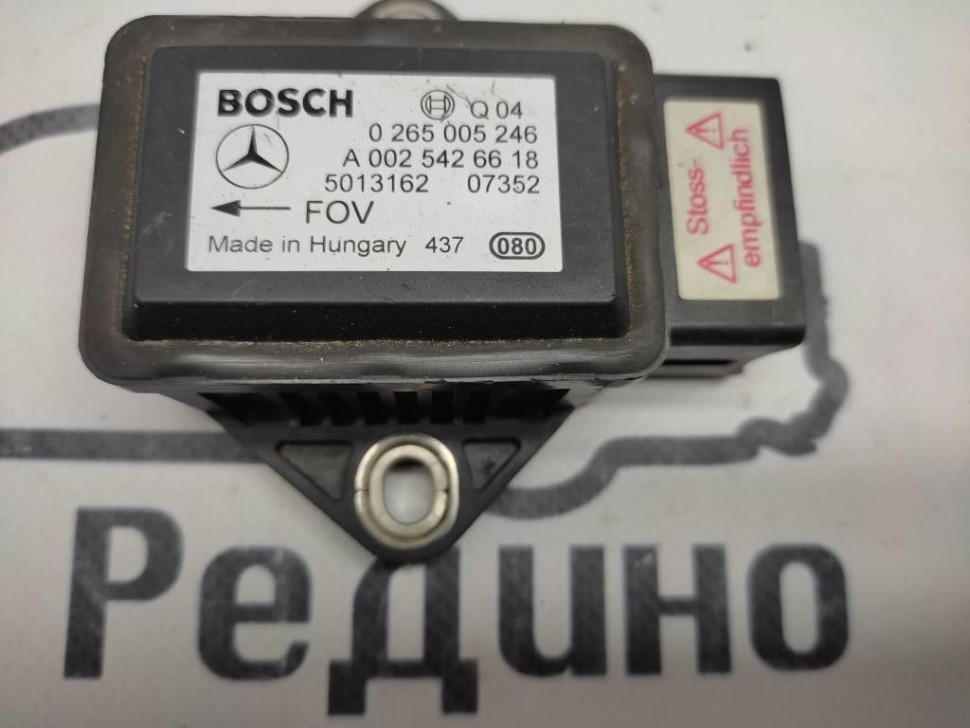 BOSCH Q 04
0 265 005 246
A 002 542 66 18
5013162 07352
FOV
Made in Hungary 437 080
Stoss-
empfindlich
Редино